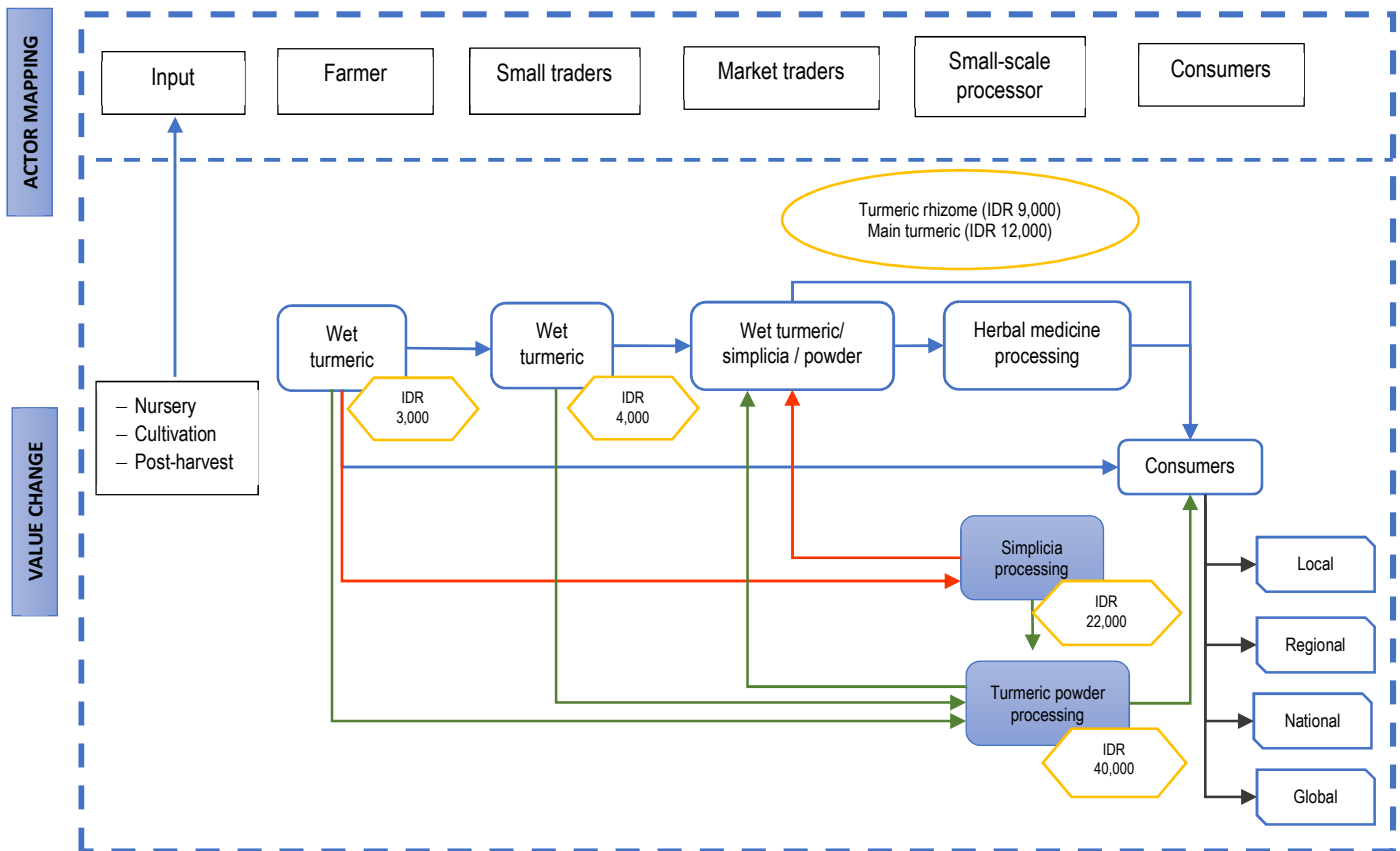 ACTOR MAPPING
Input
Farmer
Small traders
Market traders
Small-scale
processor
Consumers
VALUE CHANGE
Turmeric rhizome (IDR 9,000)
Main turmeric (IDR 12,000)
Wet
turmeric
IDR
3,000
Wet
turmeric
IDR
4,000
Wet turmeric/
simplicia / powder
Herbal medicine
processing
– Nursery
– Cultivation
– Post-harvest
Consumers
Simplicia
processing
IDR
22,000
Turmeric powder
processing
IDR
40,000
Local
Regional
National
Global